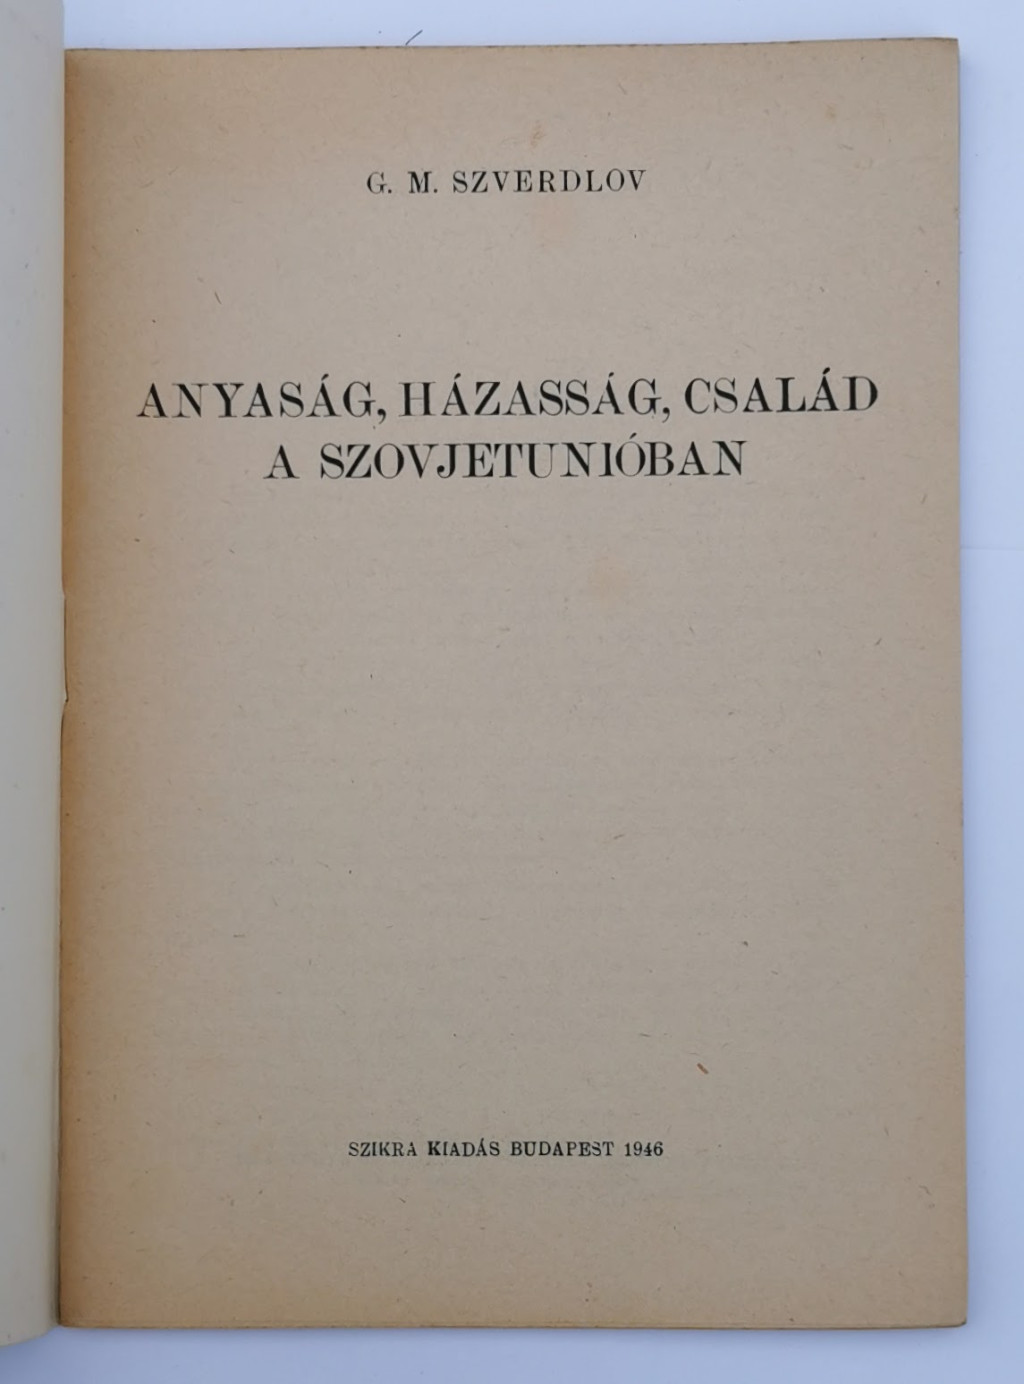 G. M. SZVERDLOV
ANYASÁG, HÁZASSÁG, CSALÁD
A SZOVJETUNIÓBAN
SZIKRA KIADÁS BUDAPEST 1946